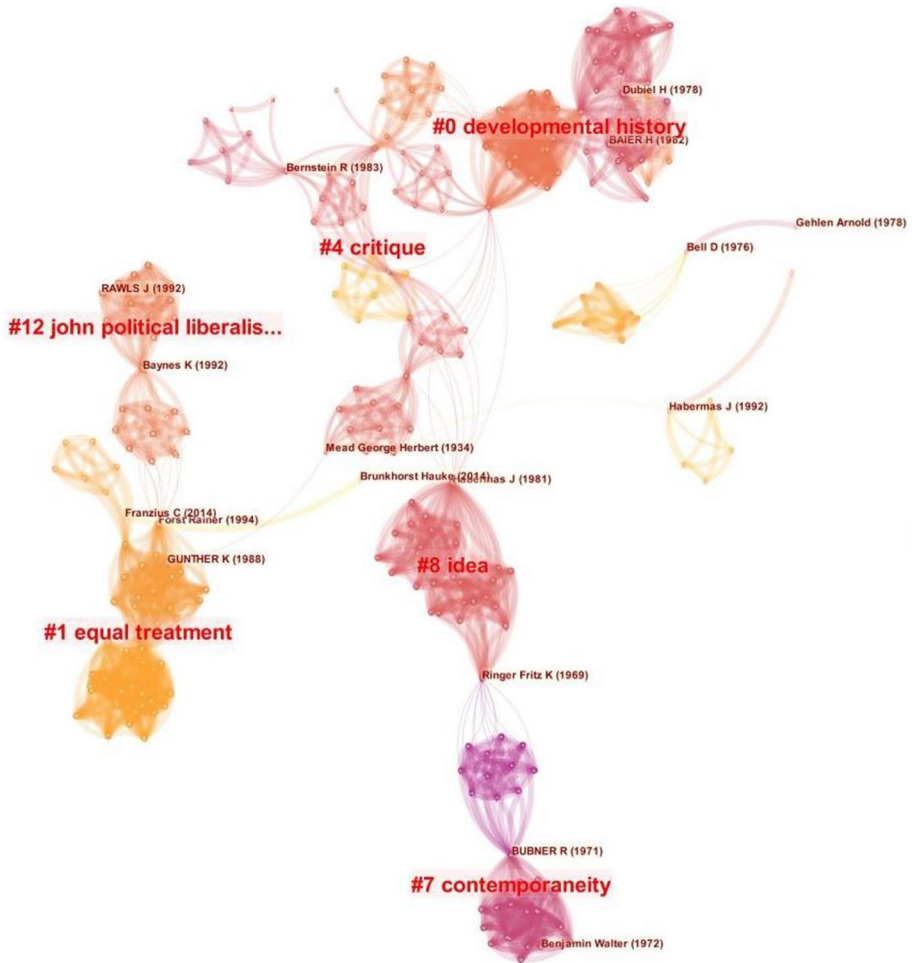 Dubiel H (1978)
#0 developmental history
BAIER H (1982)
Bernstein R (1983)
Gehlen Arnold (1978)
#4 critique
Bell D (1976)
RAWLS J (1992)
#12 john political liberalis...
Baynes K (1992)
Habermas J (1992)
Mead George Herbert (1934)
Brunkhorst Hauke (2014)
Habermas J (1981)
Franzius C (2014)
Forst Rainer (1994)
GUNTHER K (1988)
#8 idea
#1 equal treatment
Ringer Fritz K (1969)
BUBNER R (1971)
#7 contemporaneity
Benjamin Walter (1972)